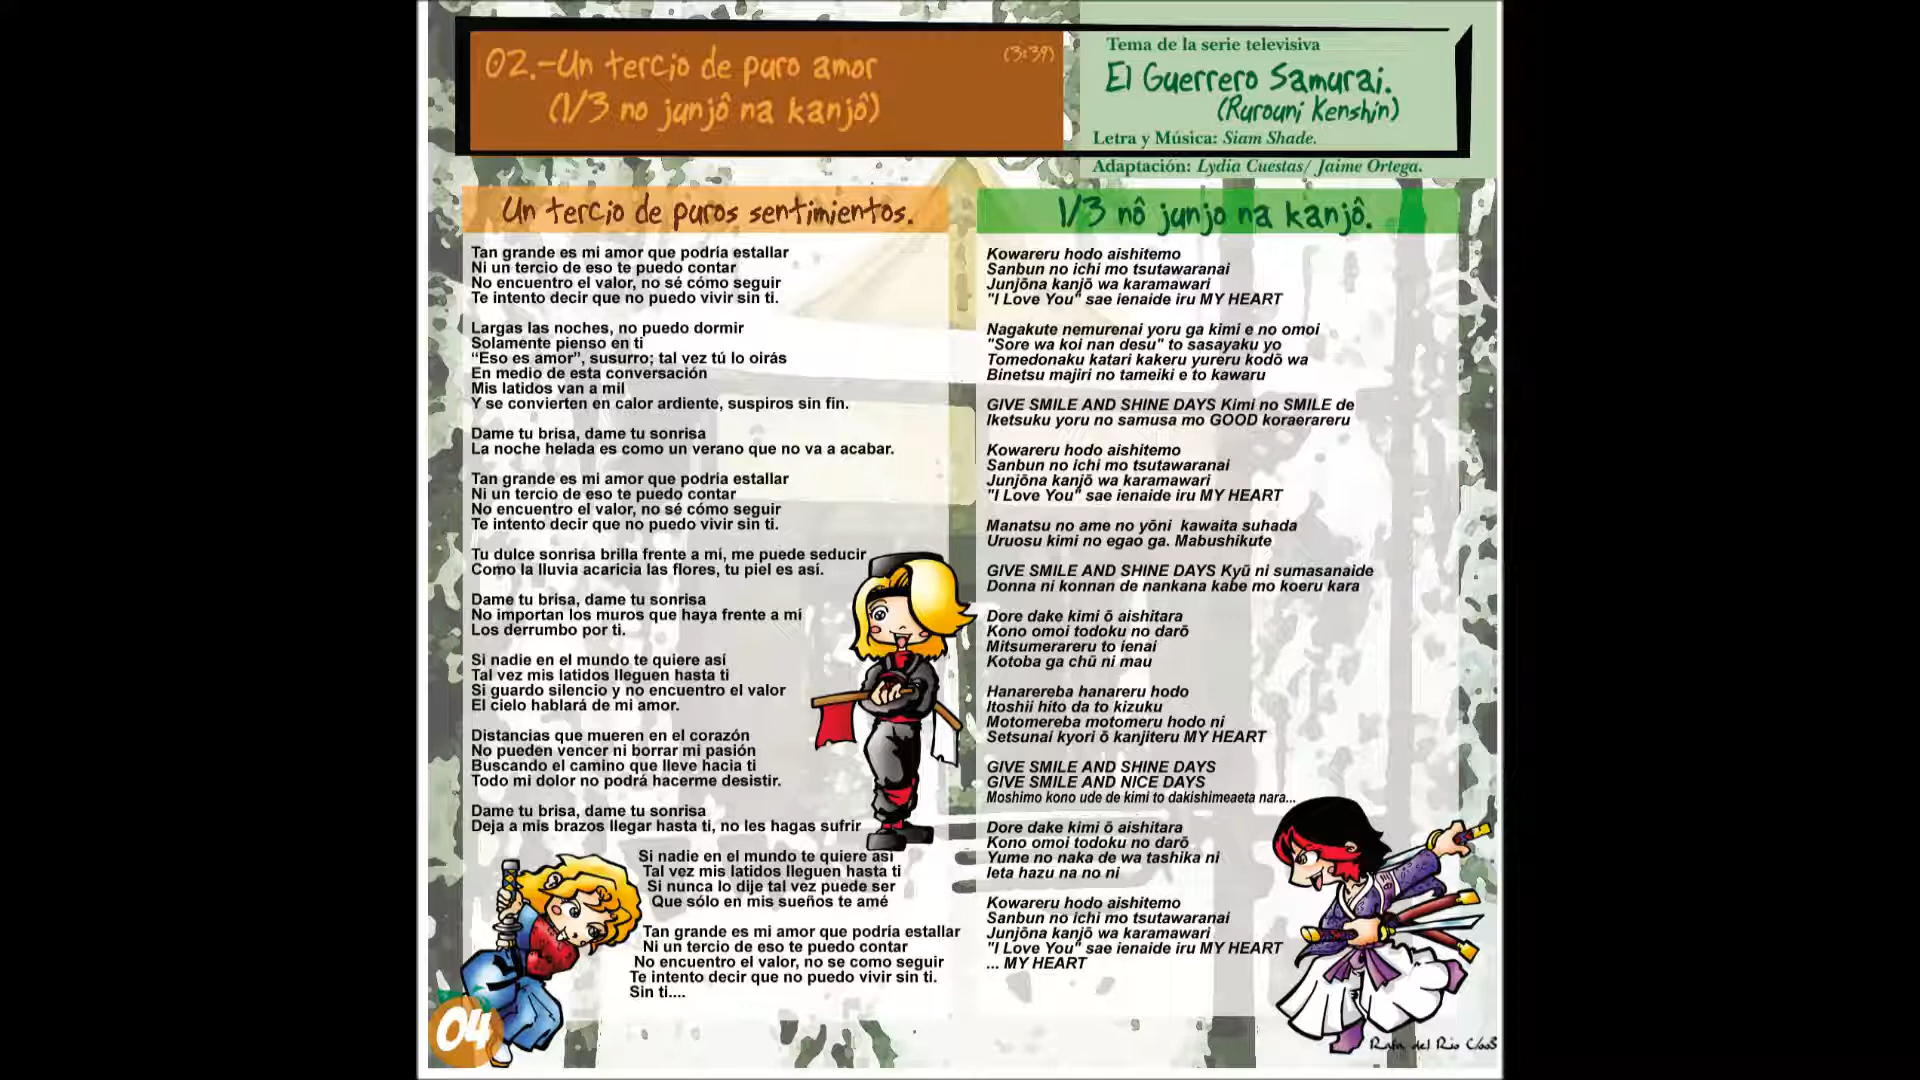 02.-Un tercio de puro amor
(3:39)
(1/3 no junjô na kanjô)
Tema de la serie televisiva
El Guerrero Samurai.
(Rurouni Kenshin)
Letra y Música: Siam Shade.
Adaptación: Lydia Cuestas/ Jaime Ortega.
Un tercio de puros sentimientos.
Tan grande es mi amor que podría estallar
Ni un tercio de eso te puedo contar
No encuentro el valor, no sé cómo seguir
Te intento decir que no puedo vivir sin ti.
Largas las noches, no puedo dormir
Solamente pienso en ti
“Eso es amor”, susurro; tal vez tú lo oirás
En medio de esta conversación
Mis latidos van a mil
Y se convierten en calor ardiente, suspiros sin fin.
Dame tu brisa, dame tu sonrisa
La noche helada es como un verano que no va a acabar.
Tan grande es mi amor que podría estallar
Ni un tercio de eso te puedo contar
No encuentro el valor, no sé cómo seguir
Te intento decir que no puedo vivir sin ti.
Tu dulce sonrisa brilla frente a mí, me puede seducir
Como la lluvia acaricia las flores, tu piel es así.
Dame tu brisa, dame tu sonrisa
No importan los muros que haya frente a mí
Los derrumbo por ti.
Si nadie en el mundo te quiere así
Tal vez mis latidos lleguen hasta ti
Si guardo silencio y no encuentro el valor
El cielo hablará de mi amor.
Distancias que mueren en el corazón
No pueden vencer ni borrar mi pasión
Buscando el camino que lleve hacia ti
Todo mi dolor no podrá hacerme desistir.
Dame tu brisa, dame tu sonrisa
Deja a mis brazos llegar hasta ti, no les hagas sufrir
Si nadie en el mundo te quiere así
Tal vez mis latidos lleguen hasta ti
Si nunca lo dije tal vez puede ser
Que sólo en mis sueños te amé
Tan grande es mi amor que podría estallar
Ni un tercio de eso te puedo contar
No encuentro el valor, no se como seguir
Te intento decir que no puedo vivir sin ti.
Sin ti....
1/3 nô junjo na kanjô.
Kowareru hodo aishitemo
Sanbun no ichi mo tsutawaranai
Junjōna kanjō wa karamawari
"I Love You" sae ienaide iru MY HEART
Nagakute nemurenai yoru ga kimi e no omoi
"Sore wa koi nan desu" to sasayaku yo
Tomedonaku katari kakeru yureru kodō wa
Binetsu majiri no tameiki e to kawaru
GIVE SMILE AND SHINE DAYS Kimi no SMILE de
Iketsuku yoru no samusa mo GOOD koraerareru
Kowareru hodo aishitemo
Sanbun no ichi mo tsutawaranai
Junjōna kanjō wa karamawari
"I Love You" sae ienaide iru MY HEART
Manatsu no ame no yōni kawaita suhada
Uruosu kimi no egao ga. Mabushikute
GIVE SMILE AND SHINE DAYS Kyū ni sumasanaide
Donna ni konnan de nankana kabe mo koeru kara
Dore dake kimi ō aishitara
Kono omoi todoku no darō
Mitsumerareru to ienai
Kotoba ga chū ni mau
Hanarereba hanareru hodo
Itoshii hito da to kizuku
Motomereba motomeru hodo ni
Setsunai kyori ō kanjiteru MY HEART
GIVE SMILE AND SHINE DAYS
GIVE SMILE AND NICE DAYS
Moshimo kono ude de kimi to dakishimeaeta nara...
Dore dake kimi ō aishitara
Kono omoi todoku no darō
Yume no naka de wa tashika ni
Ieta hazu na no ni
Kowareru hodo aishitemo
Sanbun no ichi mo tsutawaranai
Junjōna kanjō wa karamawari
"I Love You" sae ienaide iru MY HEART
... MY HEART
04
Rafa del Rio